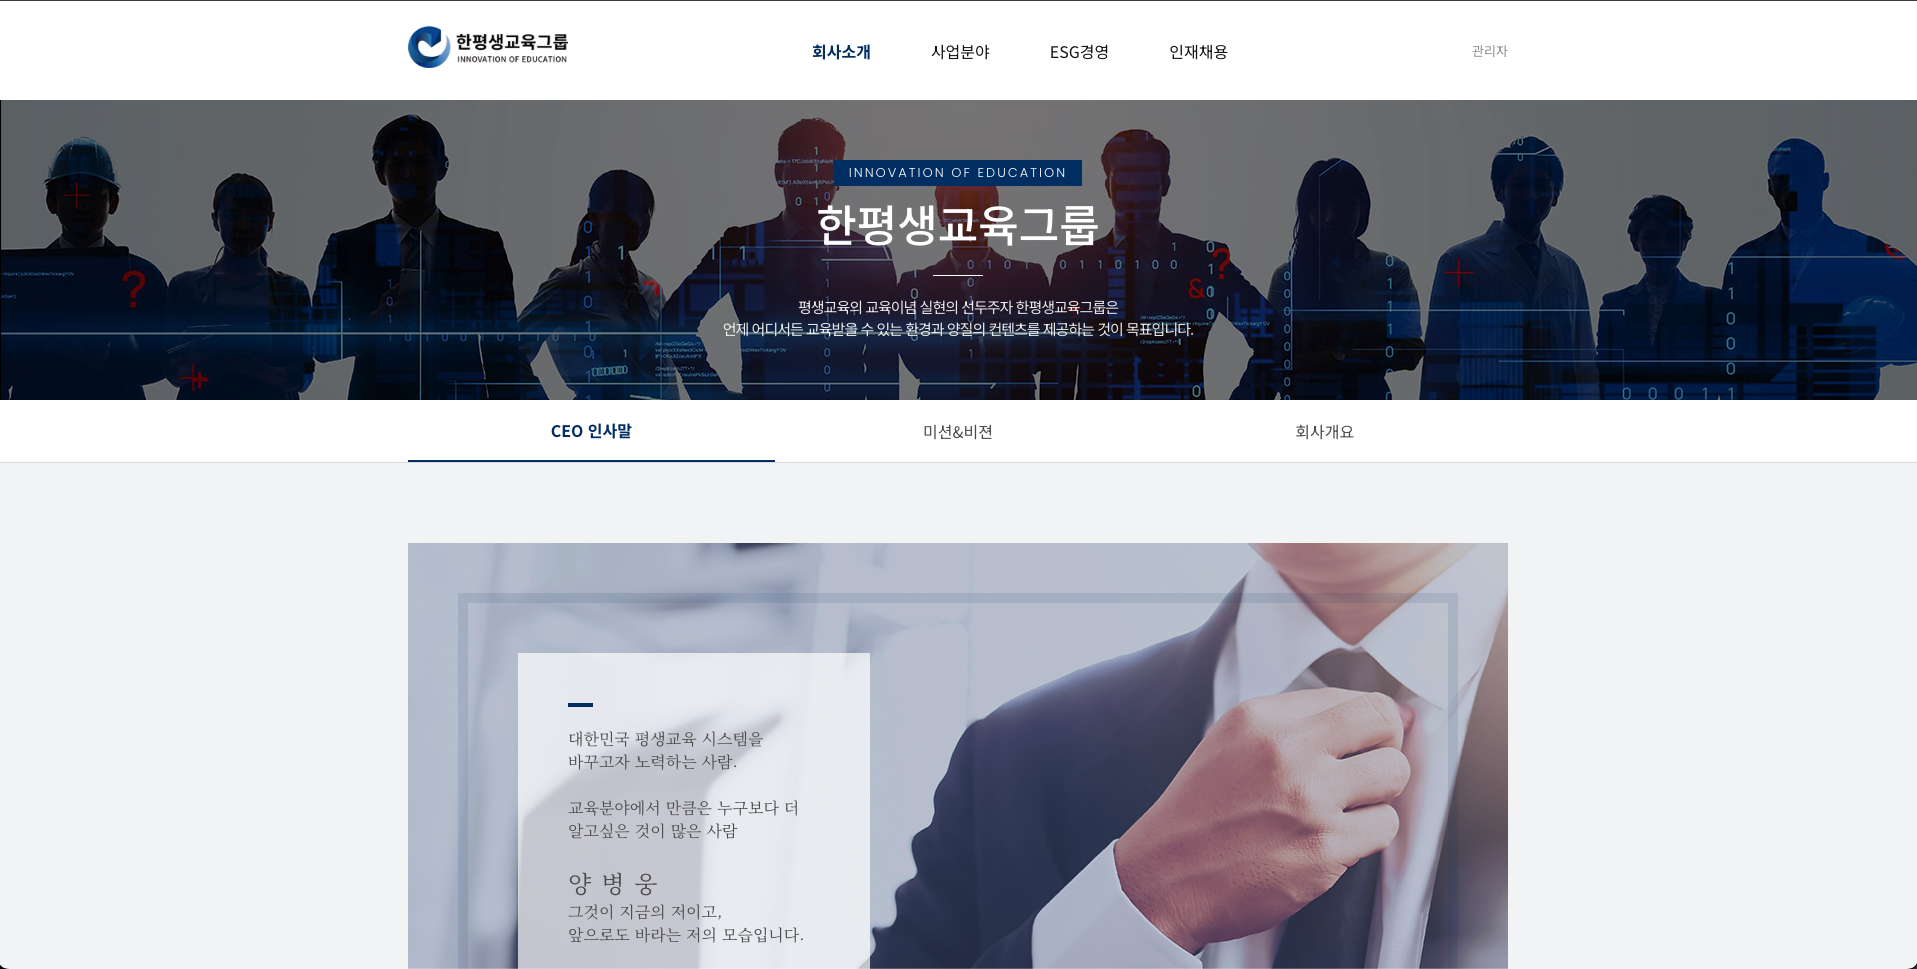 한평생교육그룹
INNOVATION OF EDUCATION
회사소개
사업분야
ESG경영
인재채용
관리자
INNOVATION OF EDUCATION
한평생교육그룹
평생교육의 교육이념 실현의 선두주자 한평생교육그룹은
언제 어디서든 교육받을 수 있는 환경과 양질의 컨텐츠를 제공하는 것이 목표입니다.
CEO 인사말
미션&비젼
회사개요
대한민국 평생교육 시스템을
바꾸고자 노력하는 사람.
교육분야에서 만큼은 누구보다 더
알고싶은 것이 많은 사람
양 병 웅
그것이 지금의 저이고,
앞으로도 바라는 저의 모습입니다.